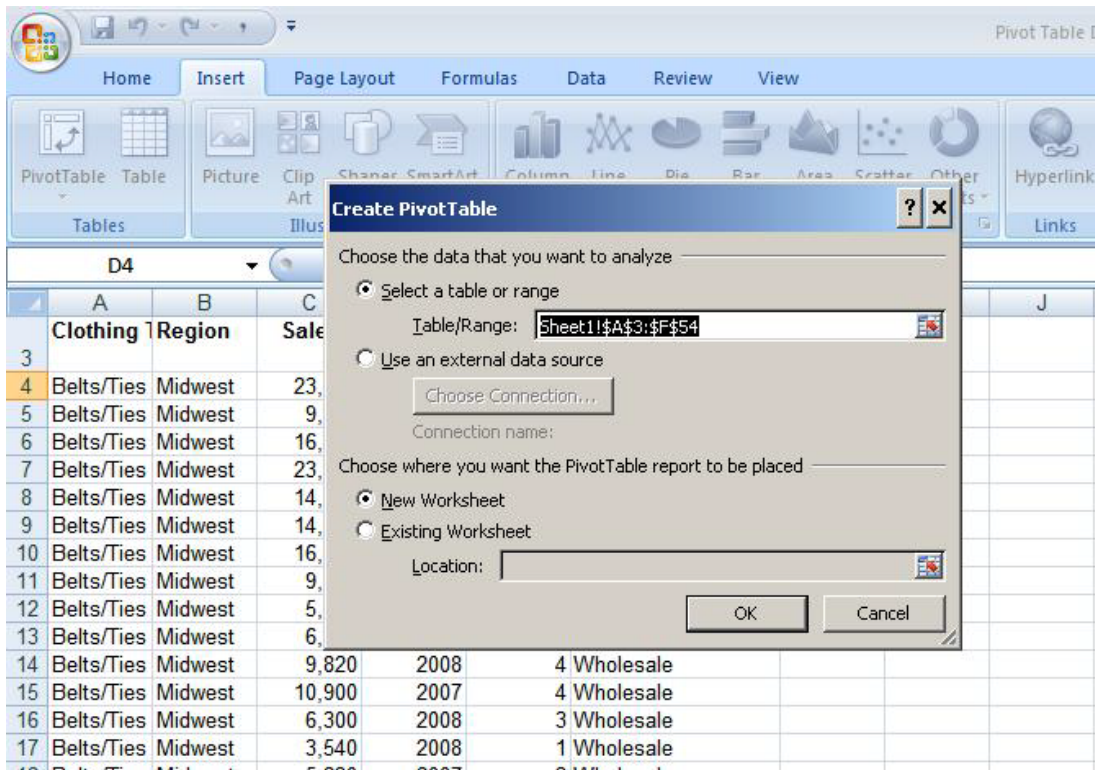 Pivot Table
Home Insert Page Layout Formulas Data Review View
PivotTable Table Picture Clip Art Shapes SmartArt Column Line Pie Bar Area Scatter Other Hyperlink
Tables Links
D4
A B C J
Clothing Region Sale
3
4 Belts/Ties Midwest 23,
5 Belts/Ties Midwest 9,
6 Belts/Ties Midwest 16,
7 Belts/Ties Midwest 23,
8 Belts/Ties Midwest 14,
9 Belts/Ties Midwest 14,
10 Belts/Ties Midwest 16,
11 Belts/Ties Midwest 9,
12 Belts/Ties Midwest 5,
13 Belts/Ties Midwest 6,
14 Belts/Ties Midwest 9,820 2008 4 Wholesale
15 Belts/Ties Midwest 10,900 2007 4 Wholesale
16 Belts/Ties Midwest 6,300 2008 3 Wholesale
17 Belts/Ties Midwest 3,540 2008 1 Wholesale
Create PivotTable ?
Choose the data that you want to analyze
Select a table or range
Table/Range: Sheet1!$A$3:$F$54
Use an external data source
Choose Connection...
Connection name:
Choose where you want the PivotTable report to be placed
New Worksheet
Existing Worksheet
Location:
OK Cancel